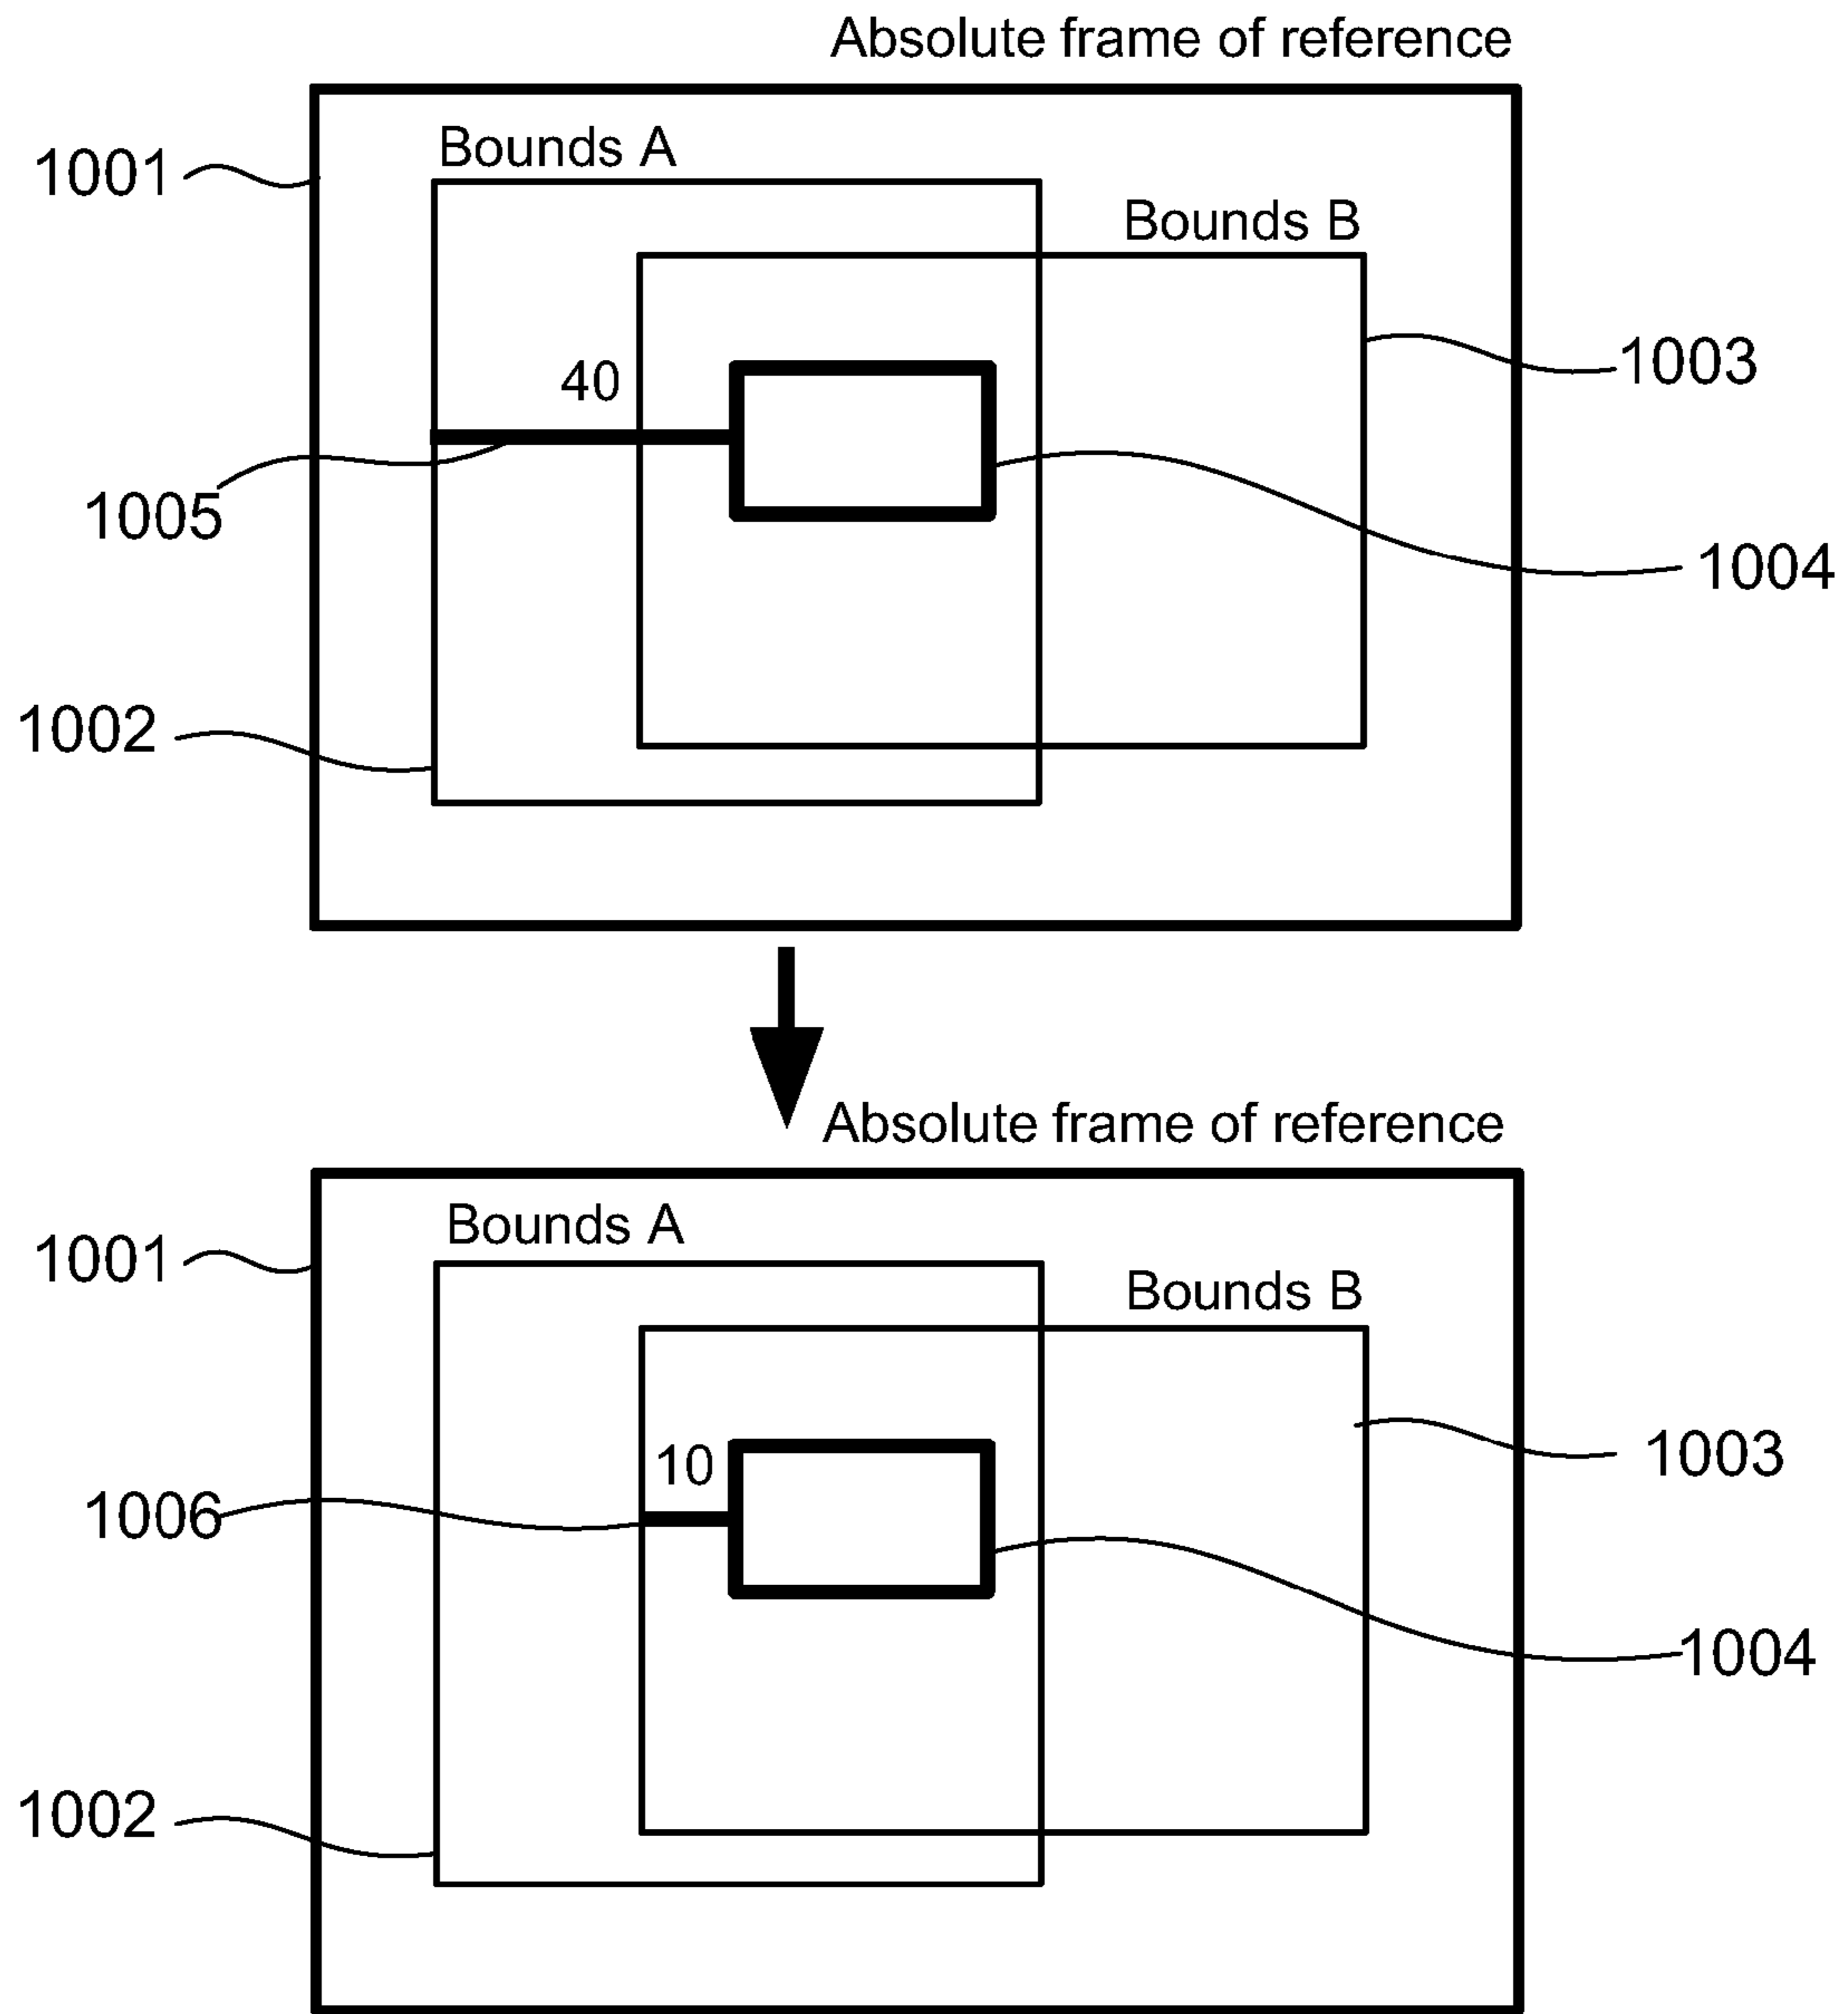 Absolute frame of reference
Bounds A
1001
Bounds B
1003
40
1005
1004
1002
Absolute frame of reference
Bounds A
1001
Bounds B
1003
10
1006
1004
1002